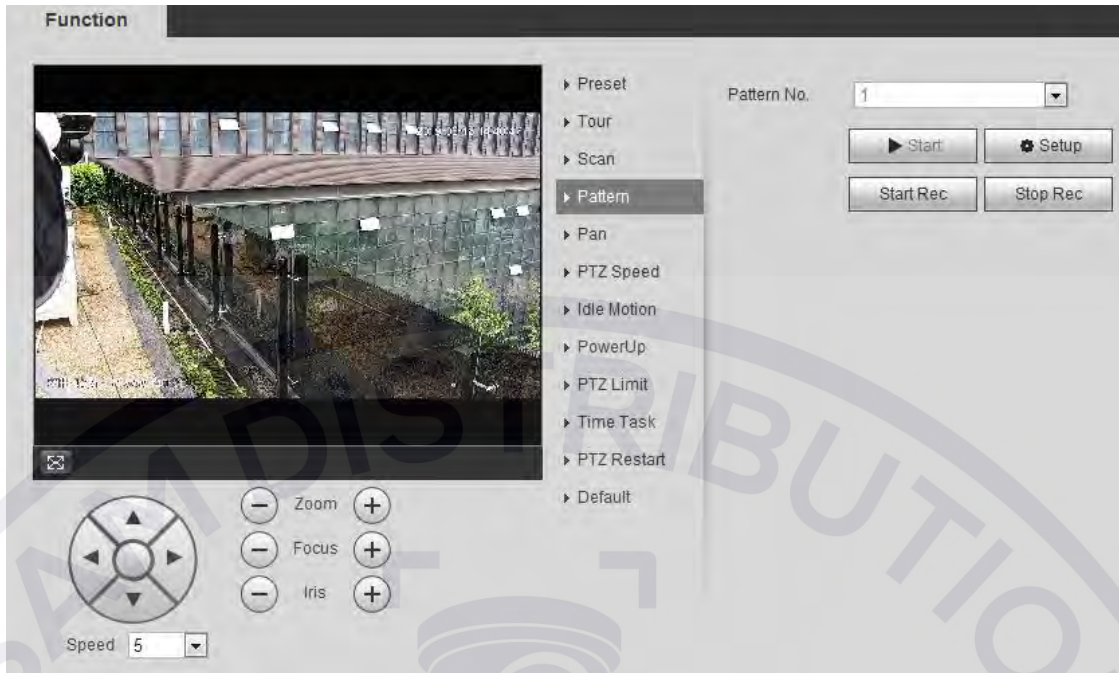 Function
Preset
Tour
Scan
Pattern
Pan
PTZ Speed
Idle Motion
PowerUp
PTZ Limit
Time Task
PTZ Restart
Default
Pattern No. 1
Start Setup
Start Rec Stop Rec
Zoom
Focus
Iris
Speed 5
DISTRIBUTIO